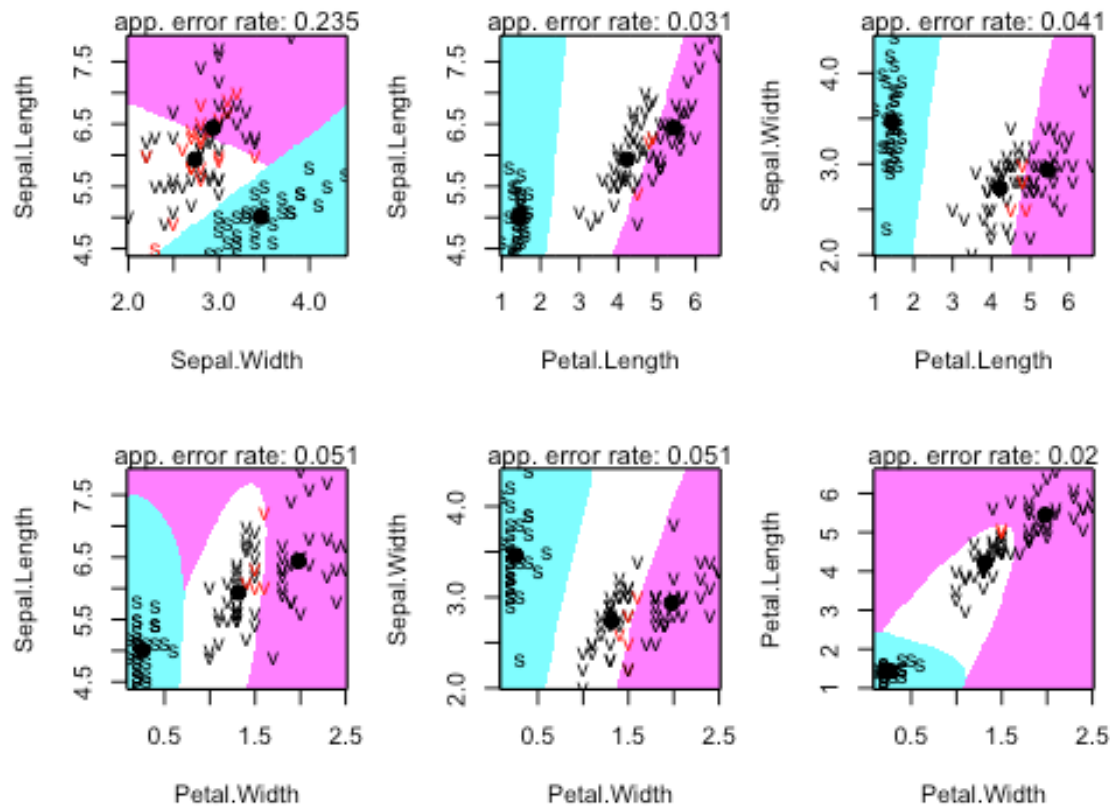 app. error rate: 0.235
Sepal.Length
4.5 5.5 6.5 7.5
2.0 3.0 4.0
Sepal.Width
app. error rate: 0.031
Sepal.Length
4.5 5.5 6.5 7.5
1 2 3 4 5 6
Petal.Length
app. error rate: 0.041
Sepal.Width
2.0 3.0 4.0
1 2 3 4 5 6
Petal.Length
app. error rate: 0.051
Sepal.Length
4.5 5.5 6.5 7.5
0.5 1.5 2.5
Petal.Width
app. error rate: 0.051
Sepal.Width
2.0 3.0 4.0
0.5 1.5 2.5
Petal.Width
app. error rate: 0.02
Petal.Length
1 2 3 4 5 6
0.5 1.5 2.5
Petal.Width